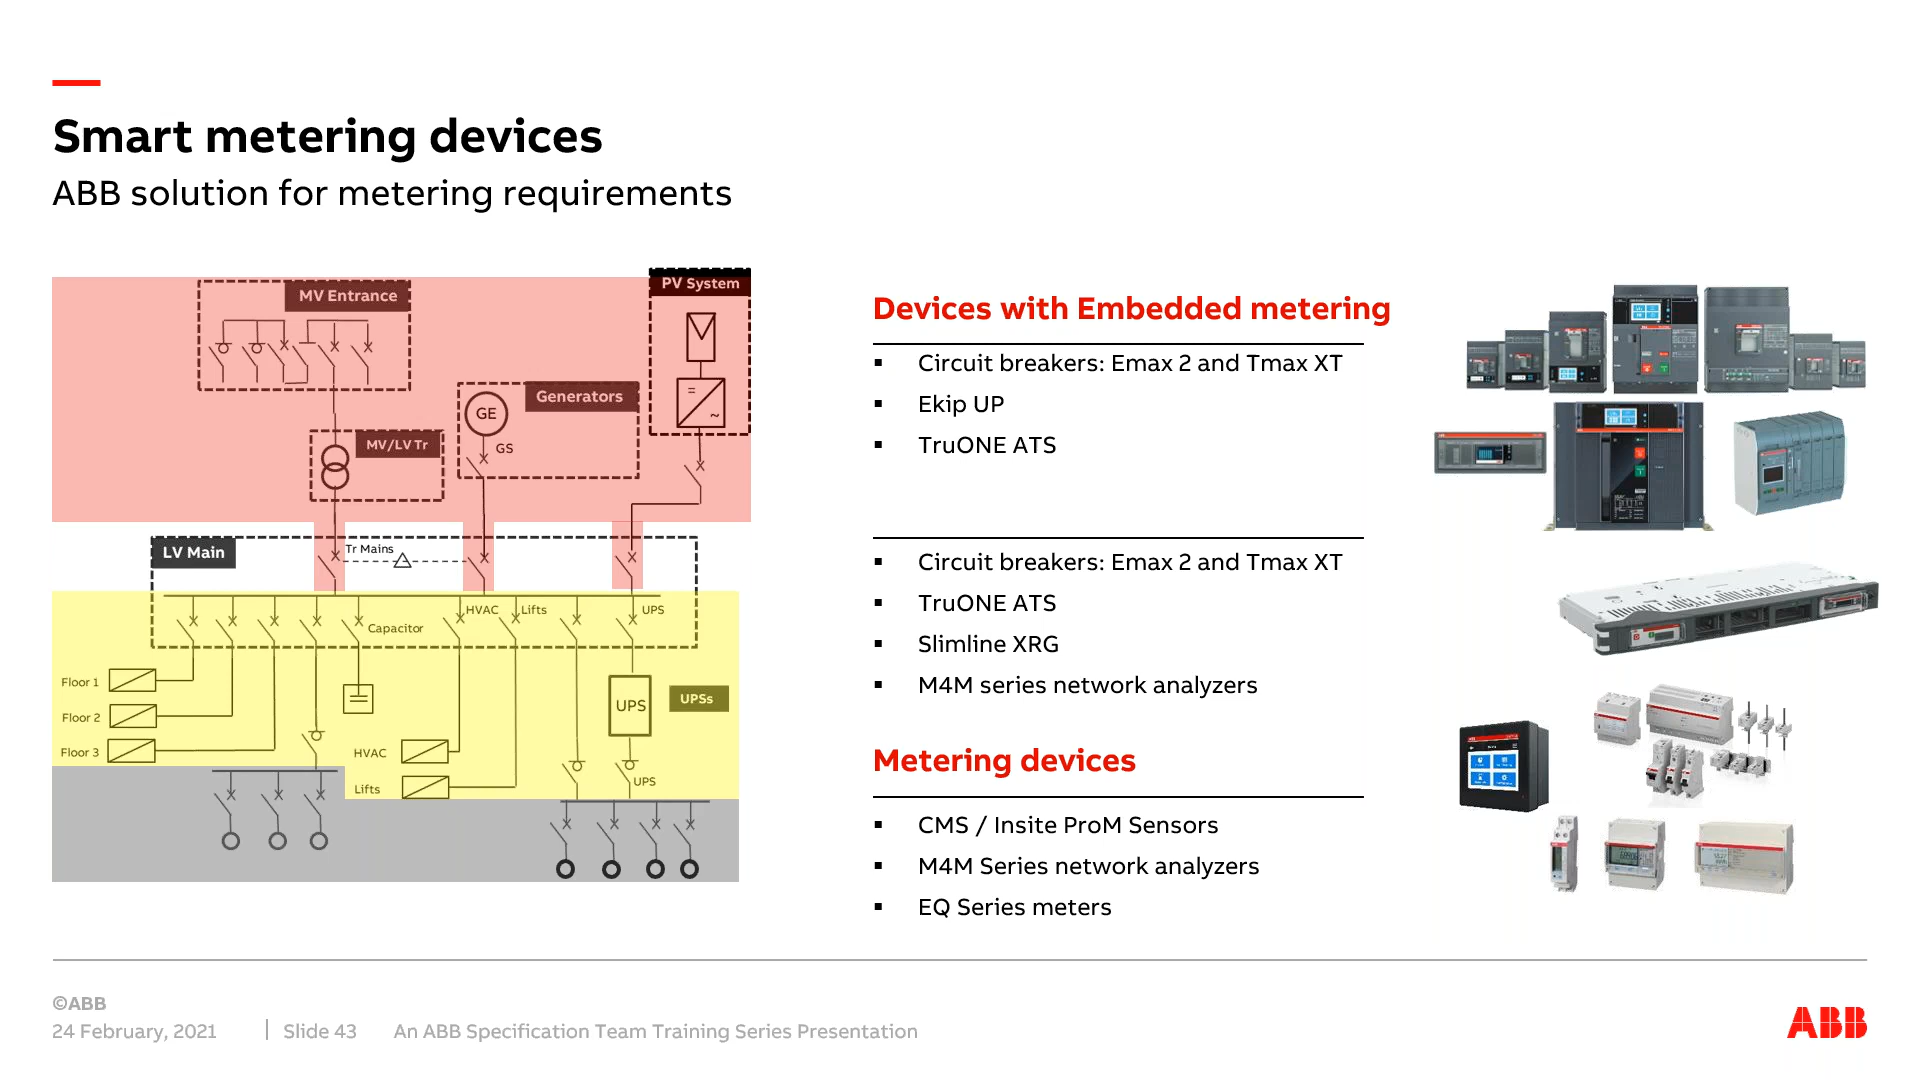 Smart metering devices
ABB solution for metering requirements
MV Entrance
PV System
Generators
GE
GS
MV/LV Tr
LV Main
Tr Mains
HVAC
Lifts
UPS
Capacitor
Floor 1
Floor 2
Floor 3
UPS
UPSs
HVAC
Lifts
UPS
Devices with Embedded metering
▪ Circuit breakers: Emax 2 and Tmax XT
▪ Ekip UP
▪ TruONE ATS
▪ Circuit breakers: Emax 2 and Tmax XT
▪ TruONE ATS
▪ Slimline XRG
▪ M4M series network analyzers
Metering devices
▪ CMS / Insite ProM Sensors
▪ M4M Series network analyzers
▪ EQ Series meters
©ABB
24 February, 2021 | Slide 43 An ABB Specification Team Training Series Presentation
ABB